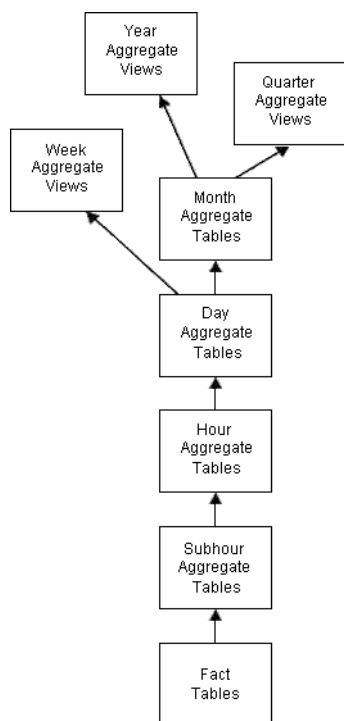 Year
Aggregate
Views
Quarter
Aggregate
Views
Week
Aggregate
Views
Month
Aggregate
Tables
Day
Aggregate
Tables
Hour
Aggregate
Tables
Subhour
Aggregate
Tables
Fact
Tables